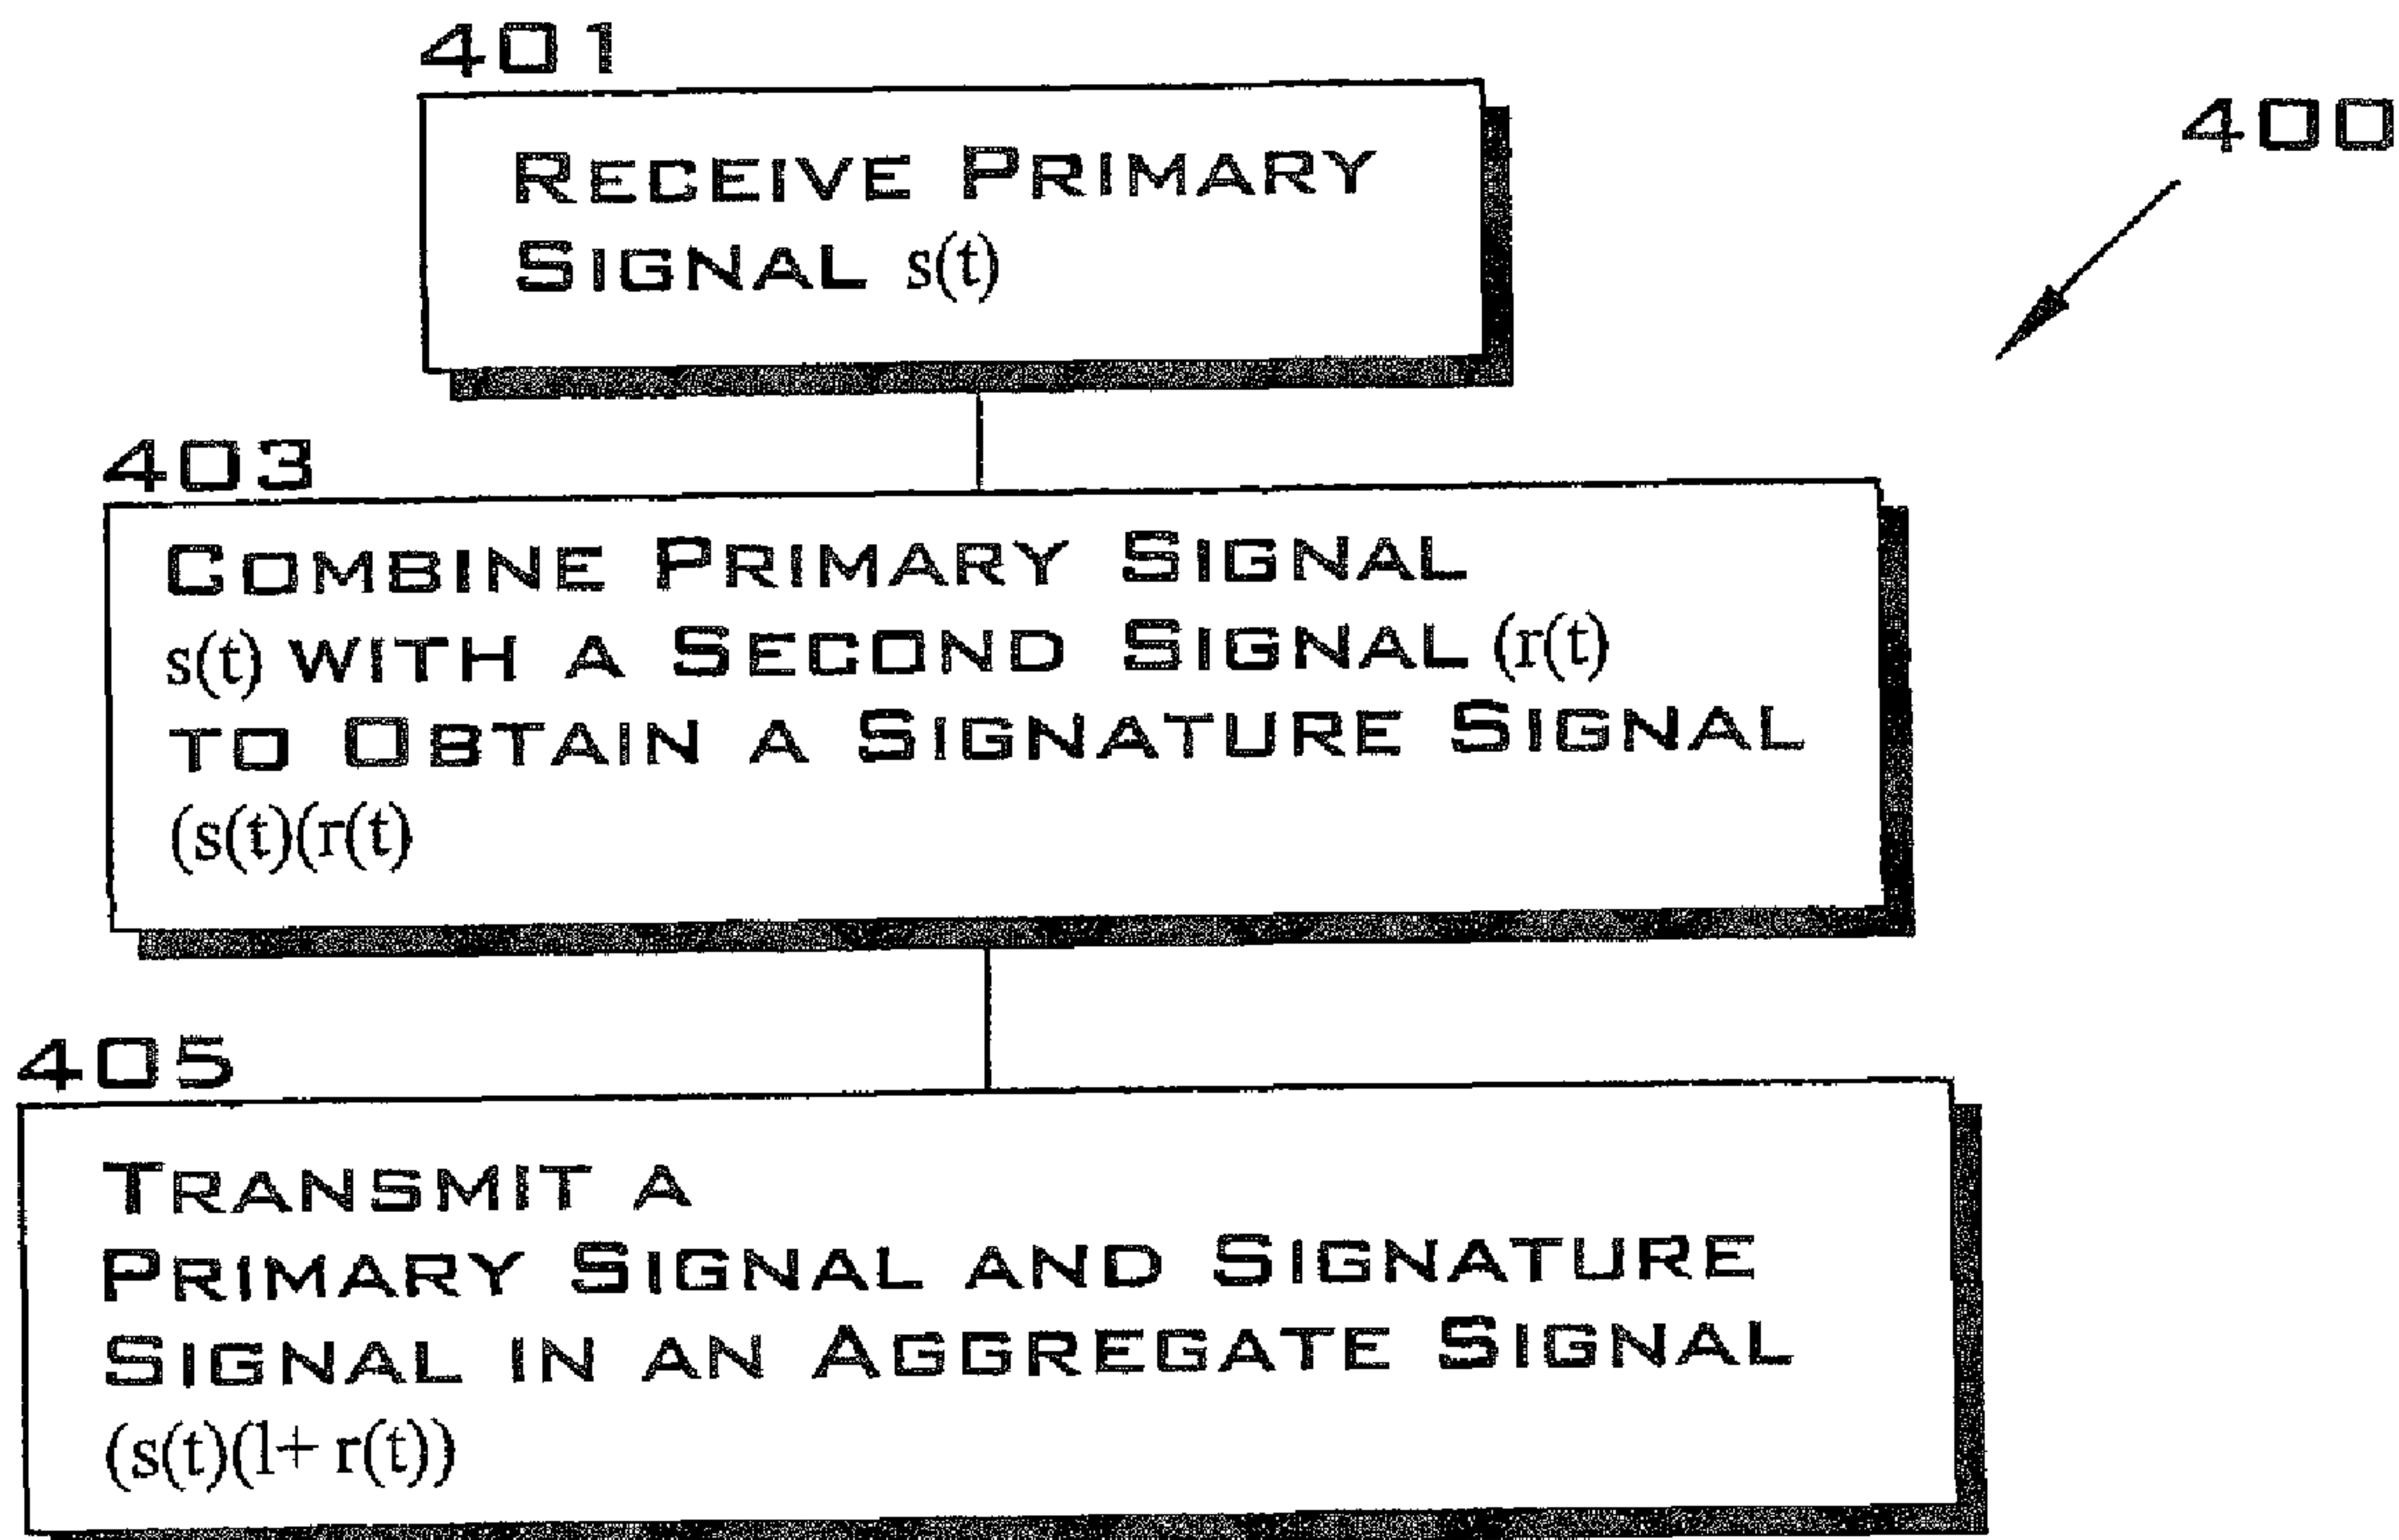 401
RECEIVE PRIMARY
SIGNAL s(t)
400
403
COMBINE PRIMARY SIGNAL
s(t) WITH A SECOND SIGNAL (r(t)
TO OBTAIN A SIGNATURE SIGNAL
(s(t)(r(t)
405
TRANSMIT A
PRIMARY SIGNAL AND SIGNATURE
SIGNAL IN AN AGGREGATE SIGNAL
(s(t)(l+ r(t))